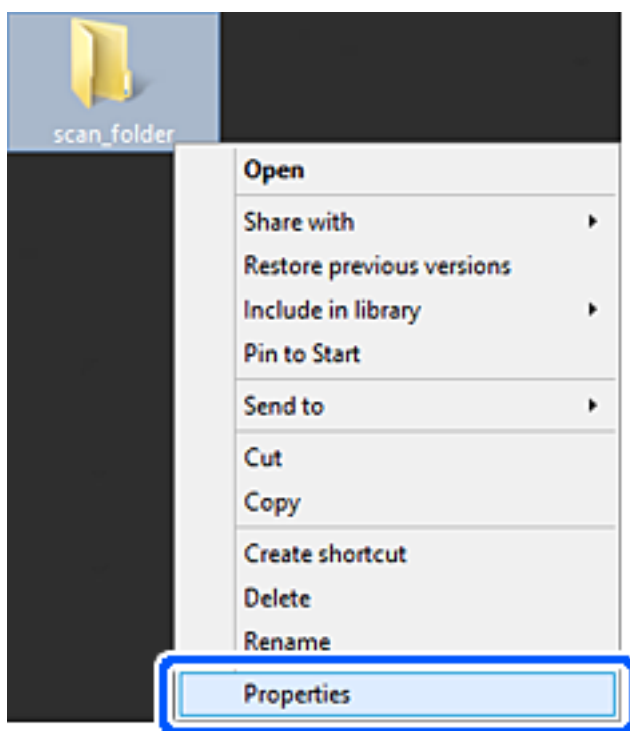 scan_folder
Open
Share with
Restore previous versions
Include in library
Pin to Start
Send to
Cut
Copy
Create shortcut
Delete
Rename
Properties